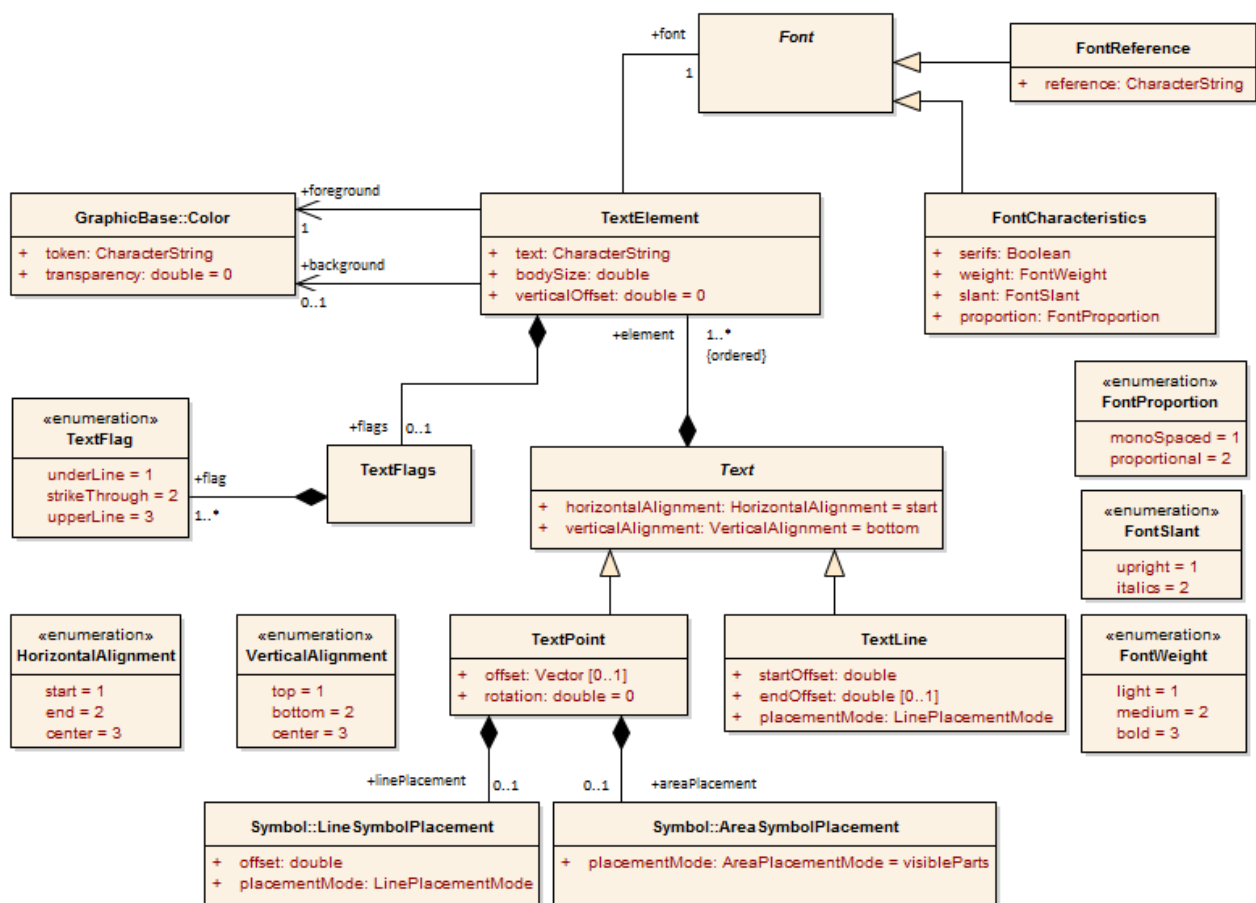 +font
1
Font
FontReference
+ reference: CharacterString
GraphicBase::Color
+ token: CharacterString
+ transparency: double = 0
+foreground
1
+background
0..1
TextElement
+ text: CharacterString
+ bodySize: double
+ verticalOffset: double = 0
FontCharacteristics
+ serifs: Boolean
+ weight: FontWeight
+ slant: FontSlant
+ proportion: FontProportion
+element
1..*
{ordered}
«enumeration»
FontProportion
monoSpaced = 1
proportional = 2
«enumeration»
TextFlag
underLine = 1
strikeThrough = 2
upperLine = 3
+flag
1..*
+flags
0..1
TextFlags
Text
+ horizontalAlignment: HorizontalAlignment = start
+ verticalAlignment: VerticalAlignment = bottom
«enumeration»
FontSlant
upright = 1
italics = 2
«enumeration»
HorizontalAlignment
start = 1
end = 2
center = 3
«enumeration»
VerticalAlignment
top = 1
bottom = 2
center = 3
TextPoint
+ offset: Vector [0..1]
+ rotation: double = 0
TextLine
+ startOffset: double
+ endOffset: double [0..1]
+ placementMode: LinePlacementMode
«enumeration»
FontWeight
light = 1
medium = 2
bold = 3
+linePlacement
0..1
0..1
+areaPlacement
Symbol::LineSymbolPlacement
+ offset: double
+ placementMode: LinePlacementMode
Symbol::AreaSymbolPlacement
+ placementMode: AreaPlacementMode = visibleParts